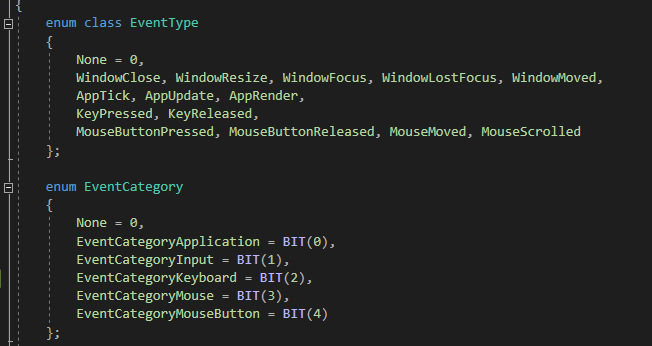 {
enum class EventType
{
None = 0,
WindowClose, WindowResize, WindowFocus, WindowLostFocus, WindowMoved,
AppTick, AppUpdate, AppRender,
KeyPressed, KeyReleased,
MouseButtonPressed, MouseButtonReleased, MouseMoved, MouseScrolled
};
enum EventCategory
{
None = 0,
EventCategoryApplication = BIT(0),
EventCategoryInput = BIT(1),
EventCategoryKeyboard = BIT(2),
EventCategoryMouse = BIT(3),
EventCategoryMouseButton = BIT(4)
};